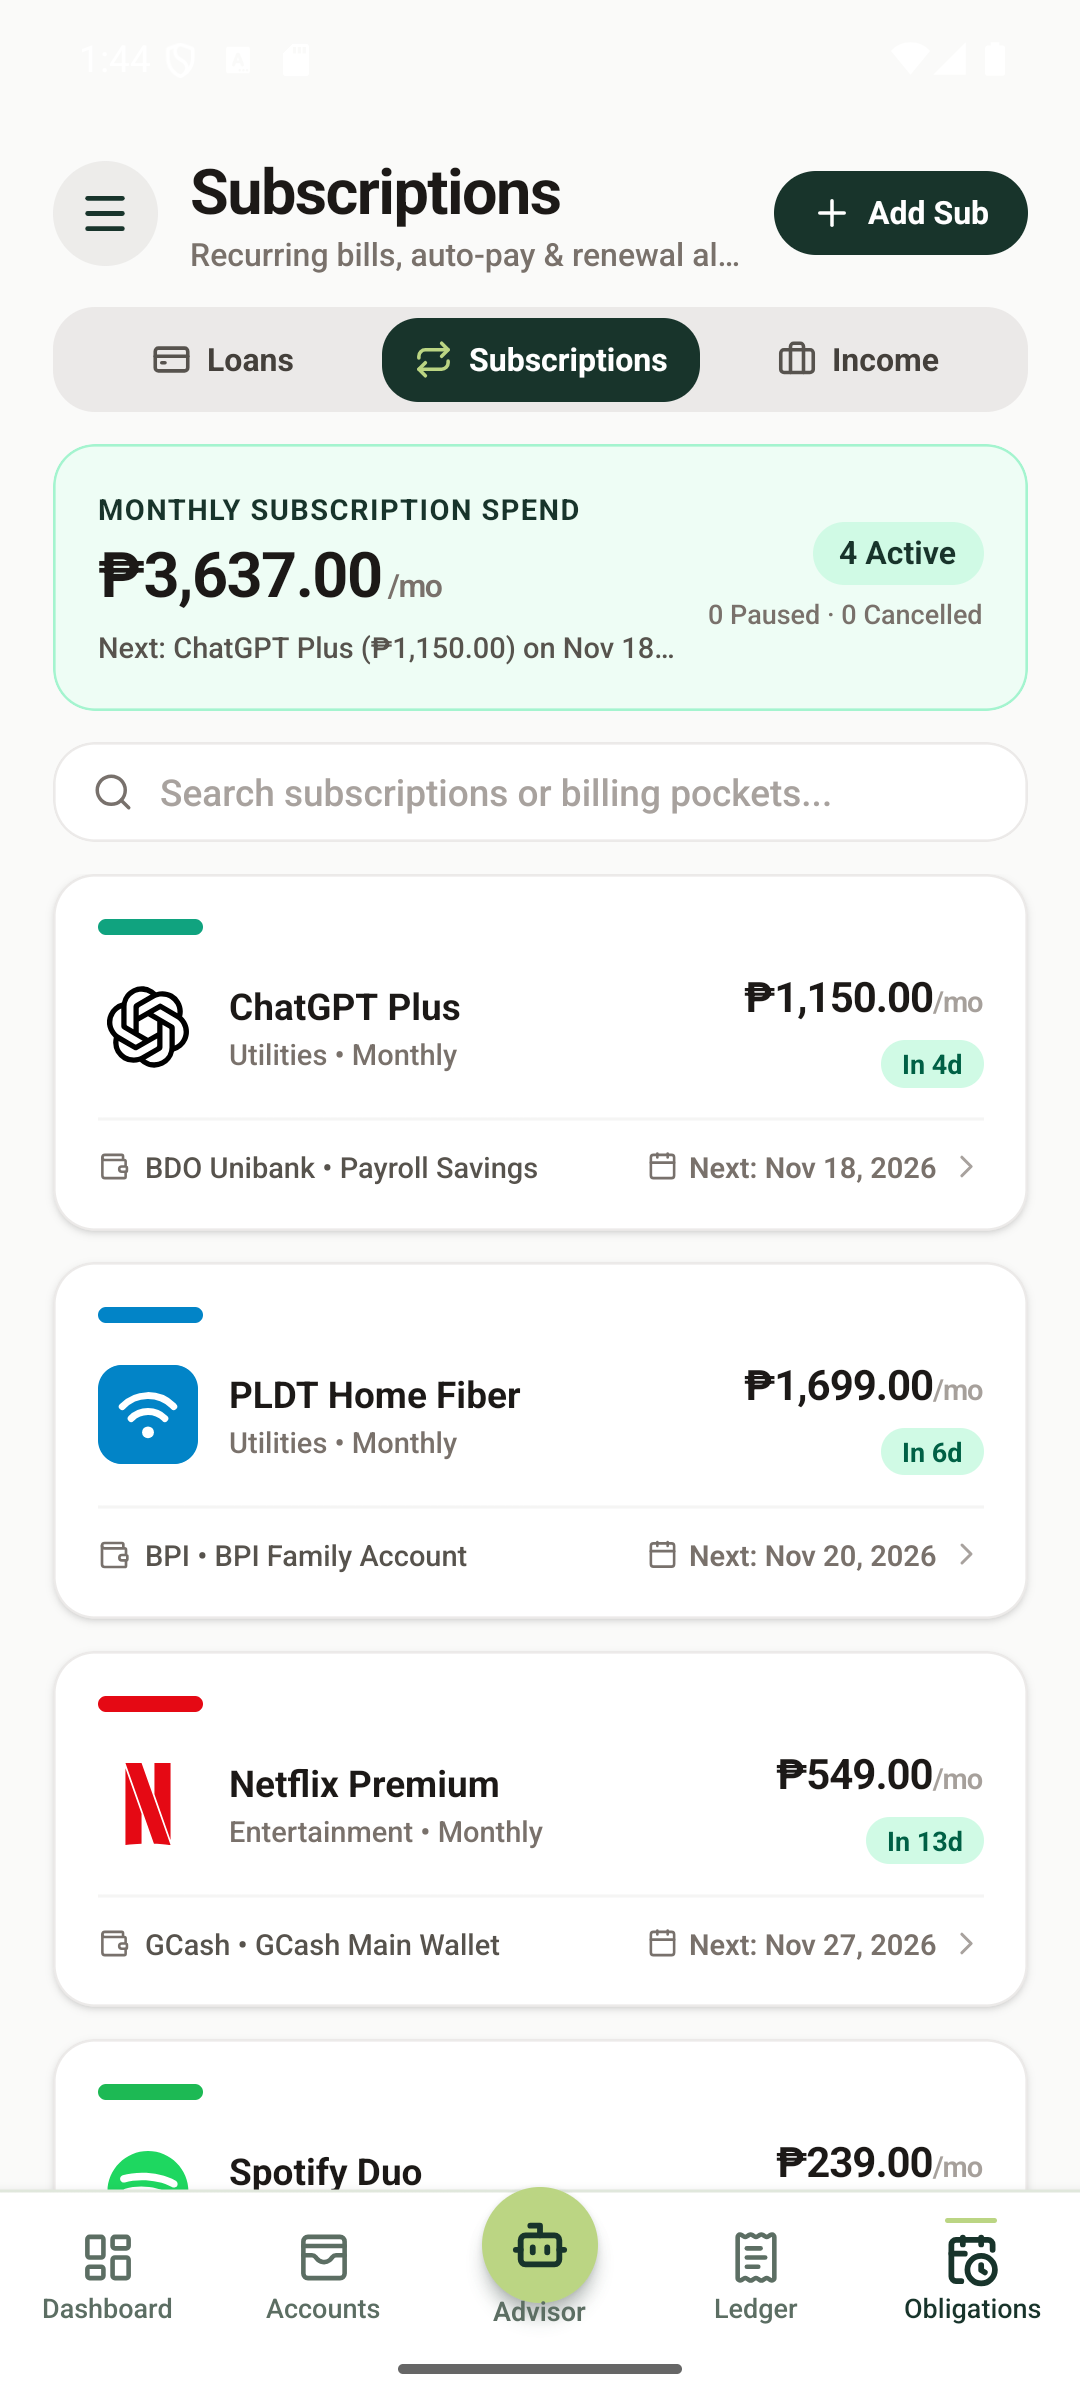 1:44
Subscriptions
Recurring bills, auto-pay & renewal al...
Add Sub
Loans
Subscriptions
Income
MONTHLY SUBSCRIPTION SPEND
₱3,637.00 /mo
Next: ChatGPT Plus (₱1,150.00) on Nov 18...
4 Active
0 Paused · 0 Cancelled
Search subscriptions or billing pockets...
ChatGPT Plus
Utilities • Monthly
₱1,150.00/mo
In 4d
BDO Unibank • Payroll Savings
Next: Nov 18, 2026
PLDT Home Fiber
Utilities • Monthly
₱1,699.00/mo
In 6d
BPI • BPI Family Account
Next: Nov 20, 2026
Netflix Premium
Entertainment • Monthly
₱549.00/mo
In 13d
GCash • GCash Main Wallet
Next: Nov 27, 2026
Spotify Duo
₱239.00/mo
Dashboard
Accounts
Advisor
Ledger
Obligations